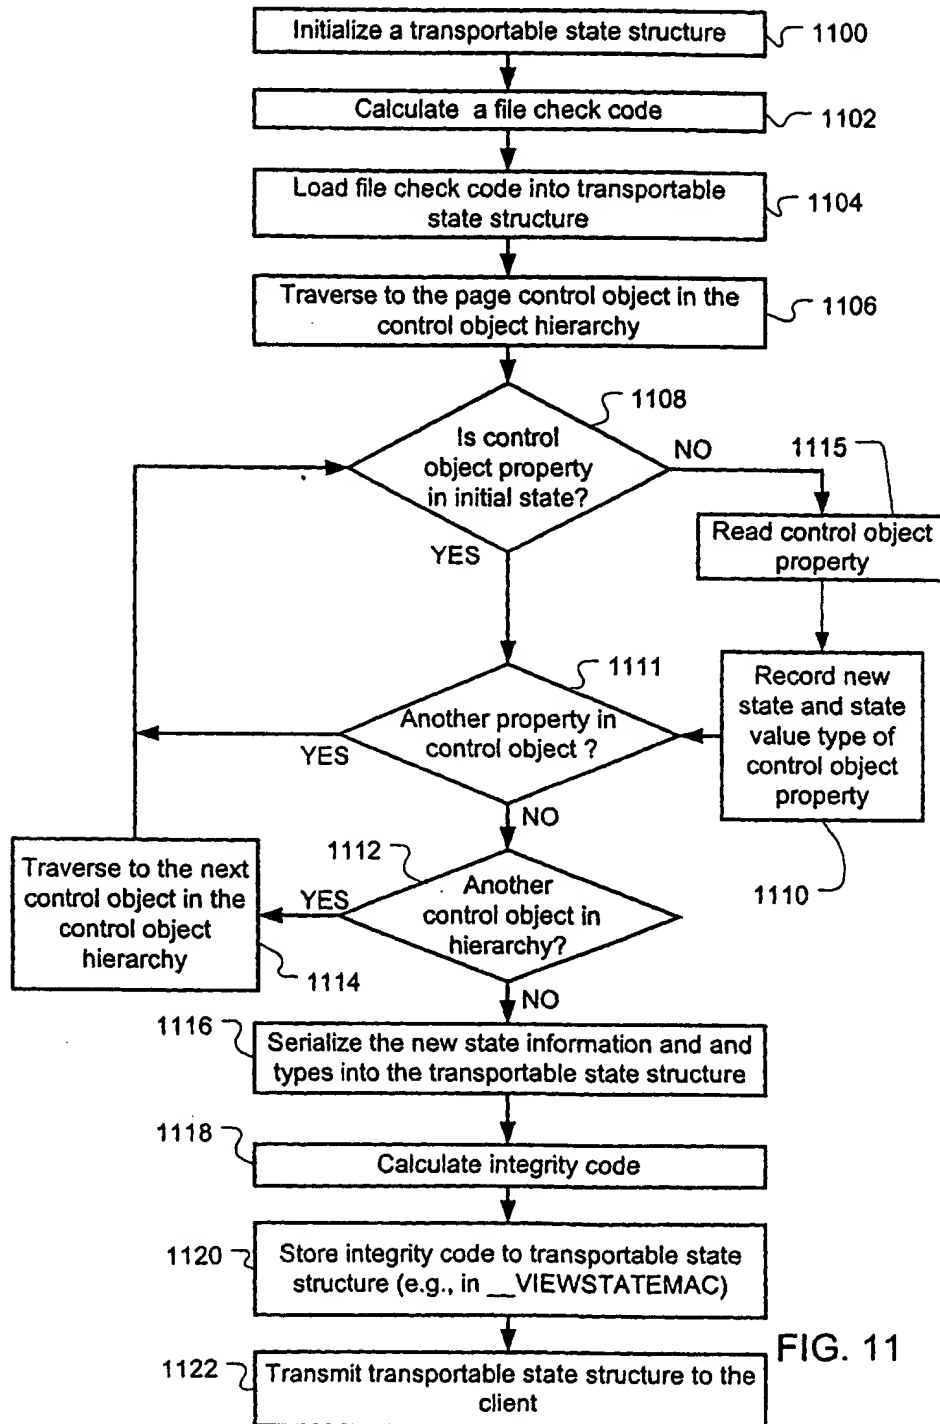 Initialize a transportable state structure
1100
Calculate a file check code
1102
Load file check code into transportable
state structure
1104
Traverse to the page control object in the
control object hierarchy
1106
1108
Is control
object property
in initial state?
NO
YES
1115
Read control object
property
1111
Another property in
control object ?
YES
NO
Record new
state and state
value type of
control object
property
1110
1112
Another
control object in
hierarchy?
YES
NO
Traverse to the next
control object in the
control object
hierarchy
1114
1116
Serialize the new state information and and
types into the transportable state structure
1118
Calculate integrity code
1120
Store integrity code to transportable state
structure (e.g., in __VIEWSTATEMAC)
1122
Transmit transportable state structure to the
client
FIG. 11